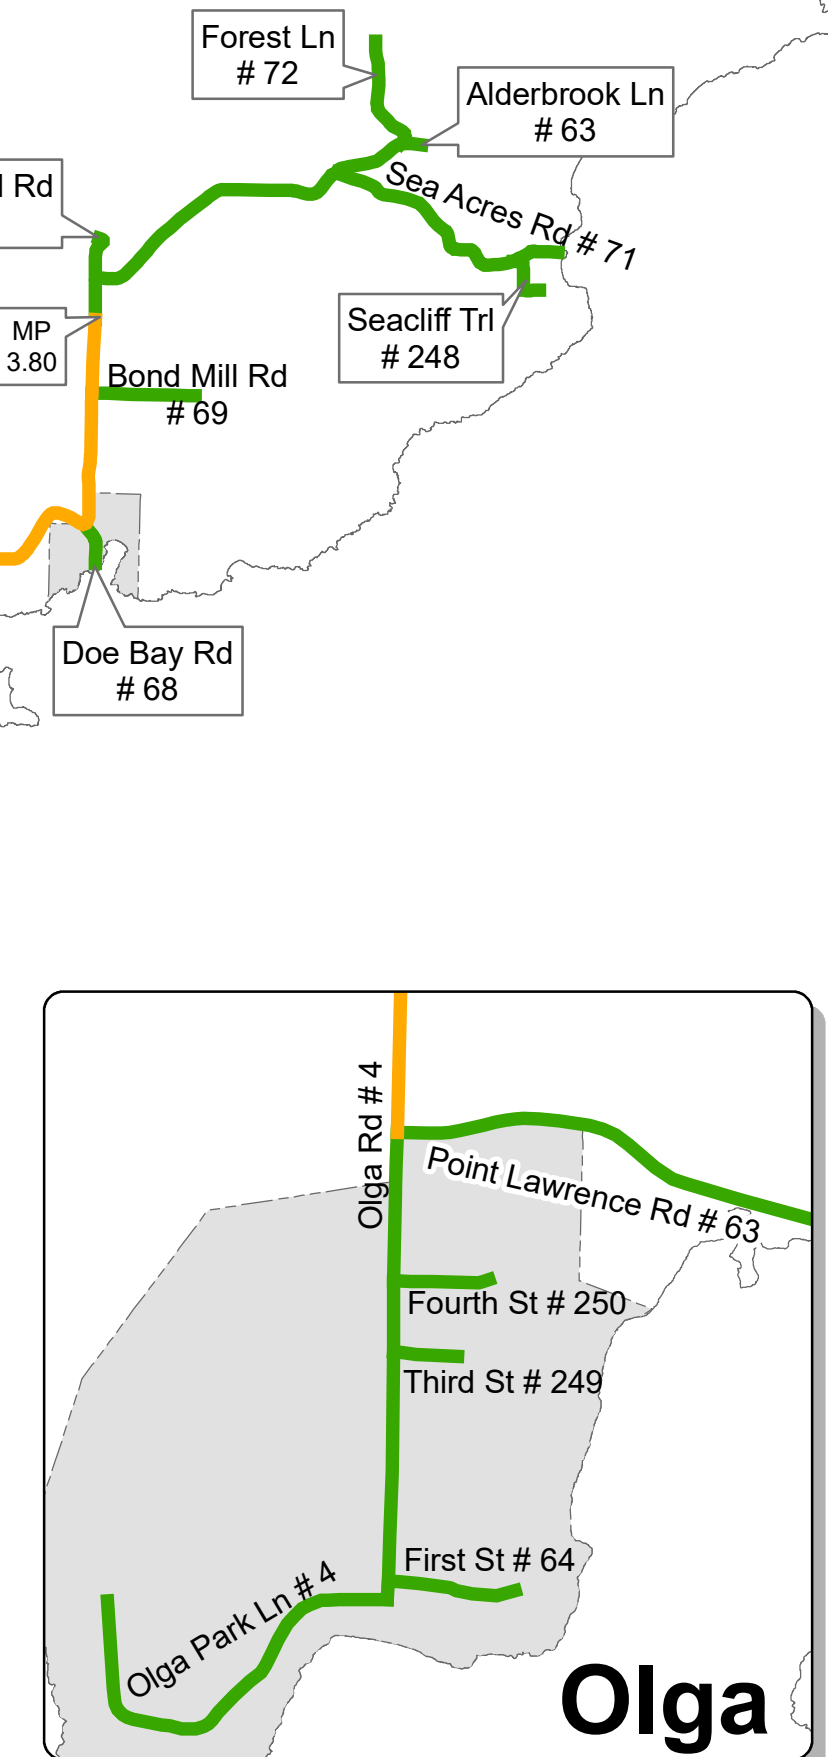 Forest Ln
# 72
Alderbrook Ln
# 63
Rd
Sea Acres Rd # 71
Seacliff Trl
# 248
MP
3.80
Bond Mill Rd
# 69
Doe Bay Rd
# 68
Olga Rd # 4
Point Lawrence Rd # 63
Fourth St # 250
Third St # 249
First St # 64
Olga Park Ln # 4
Olga